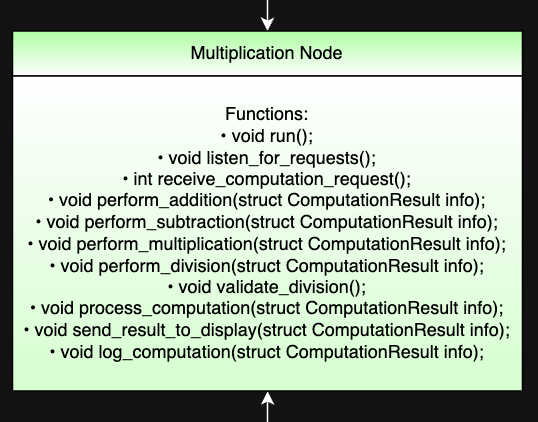 Multiplication Node
Functions:
• void run();
• void listen_for_requests();
• int receive_computation_request();
• void perform_addition(struct ComputationResult info);
• void perform_subtraction(struct ComputationResult info);
• void perform_multiplication(struct ComputationResult info);
• void perform_division(struct ComputationResult info);
• void validate_division();
• void process_computation(struct ComputationResult info);
• void send_result_to_display(struct ComputationResult info);
• void log_computation(struct ComputationResult info);